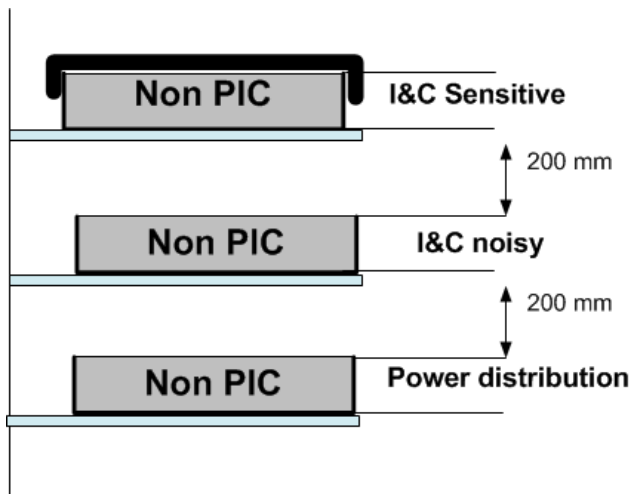 Non PIC I&C Sensitive
200 mm
Non PIC I&C noisy
200 mm
Non PIC Power distribution